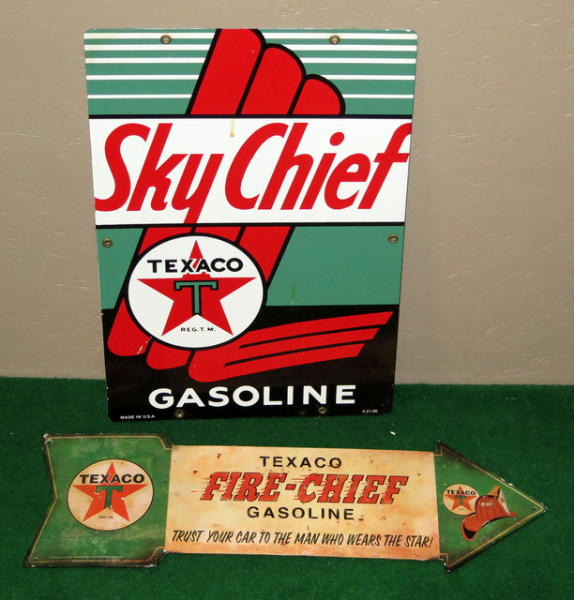 Sky Chief
TEXACO
T
REG. T. M.
GASOLINE
MADE IN U.S.A.
TEXACO
T
TEXACO
FIRE-CHIEF
GASOLINE
TRUST YOUR CAR TO THE MAN WHO WEARS THE STAR!
TEXACO
T